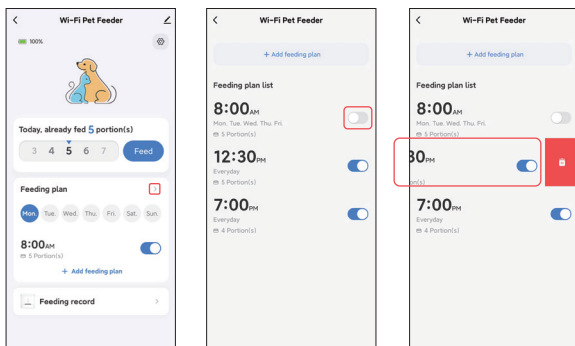 Wi-Fi Pet Feeder
100%
Today, already fed 5 portion(s)
3 4 5 6 7 Feed
Feeding plan
Mon. Tue. Wed. Thu. Fri. Sat. Sun.
8:00AM
5 Portion(s)
+ Add feeding plan
Feeding record
Wi-Fi Pet Feeder
+ Add feeding plan
Feeding plan list
8:00AM
Mon. Tue. Wed. Thu. Fri.
5 Portion(s)
12:30PM
Everyday
5 Portion(s)
7:00PM
Everyday
4 Portion(s)
Wi-Fi Pet Feeder
+ Add feeding plan
Feeding plan list
8:00AM
Mon. Tue. Wed. Thu. Fri.
5 Portion(s)
30PM
ion(s)
7:00PM
Everyday
4 Portion(s)